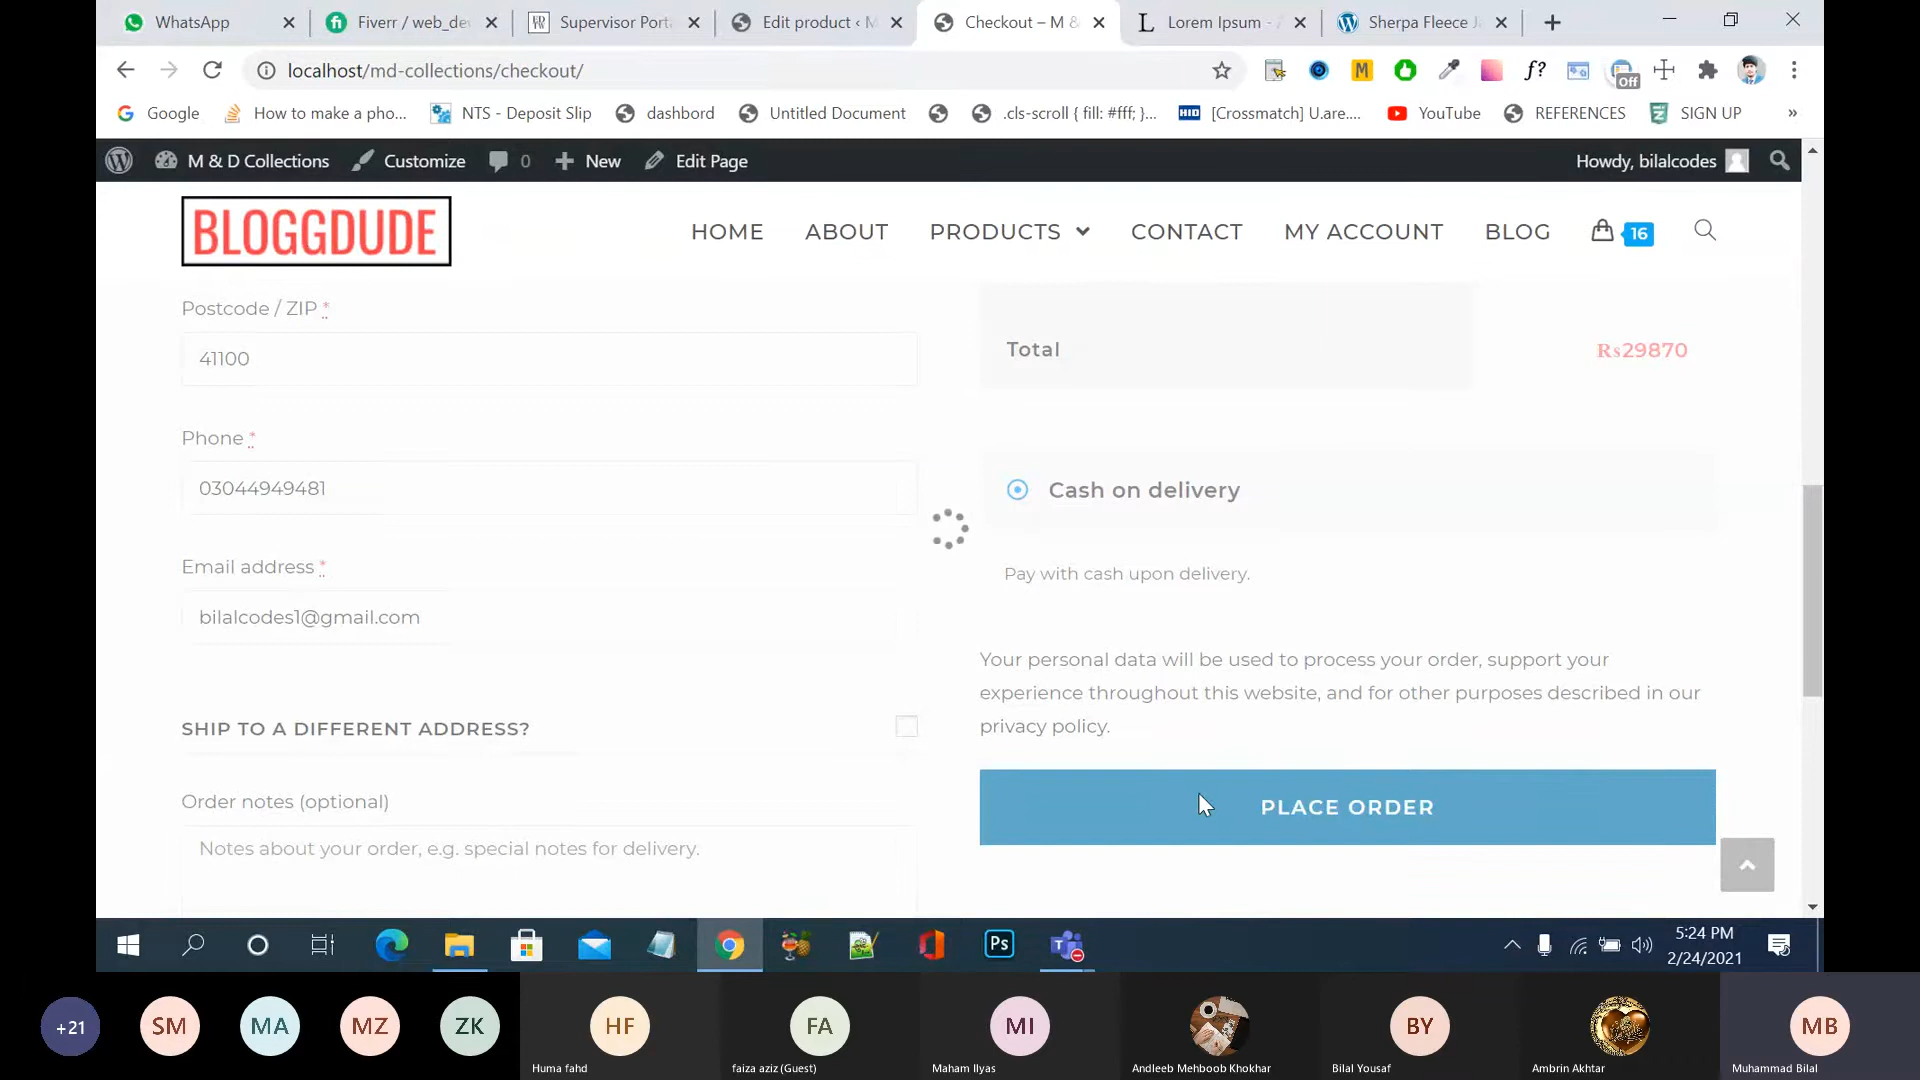 WhatsApp
Fiverr / web_de
Supervisor Port
Edit product ‹ M
Checkout – M &
Lorem Ipsum - A
Sherpa Fleece J
localhost/md-collections/checkout/
M
f?
Off
Google
How to make a pho...
NTS - Deposit Slip
dashbord
Untitled Document
.cls-scroll { fill: #fff; }...
HID
[Crossmatch] U.are....
YouTube
REFERENCES
SIGN UP
»
M & D Collections
Customize
0
New
Edit Page
Howdy, bilalcodes
BLOGGDUDE
HOME
ABOUT
PRODUCTS
CONTACT
MY ACCOUNT
BLOG
16
Postcode / ZIP *
41100
Total
₨29870
Phone *
03044949481
Cash on delivery
Email address *
Pay with cash upon delivery.
bilalcodes1@gmail.com
Your personal data will be used to process your order, support your
experience throughout this website, and for other purposes described in our
privacy policy.
SHIP TO A DIFFERENT ADDRESS?
Order notes (optional)
PLACE ORDER
Notes about your order, e.g. special notes for delivery.
Ps
5:24 PM
2/24/2021
+21
SM
MA
MZ
ZK
HF
Huma fahd
FA
faiza aziz (Guest)
MI
Maham Ilyas
Andleeb Mehboob Khokhar
BY
Bilal Yousaf
Ambrin Akhtar
MB
Muhammad Bilal